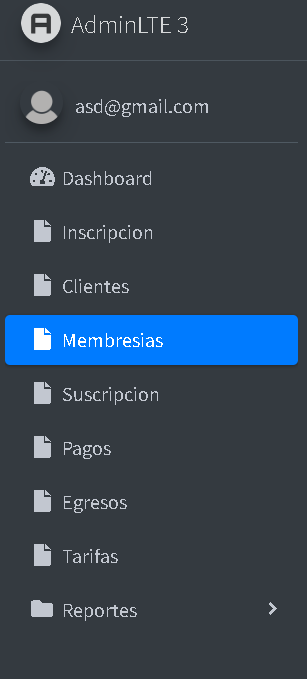 AdminLTE 3
asd@gmail.com
Dashboard
Inscripcion
Clientes
Membresias
Suscripcion
Pagos
Egresos
Tarifas
Reportes